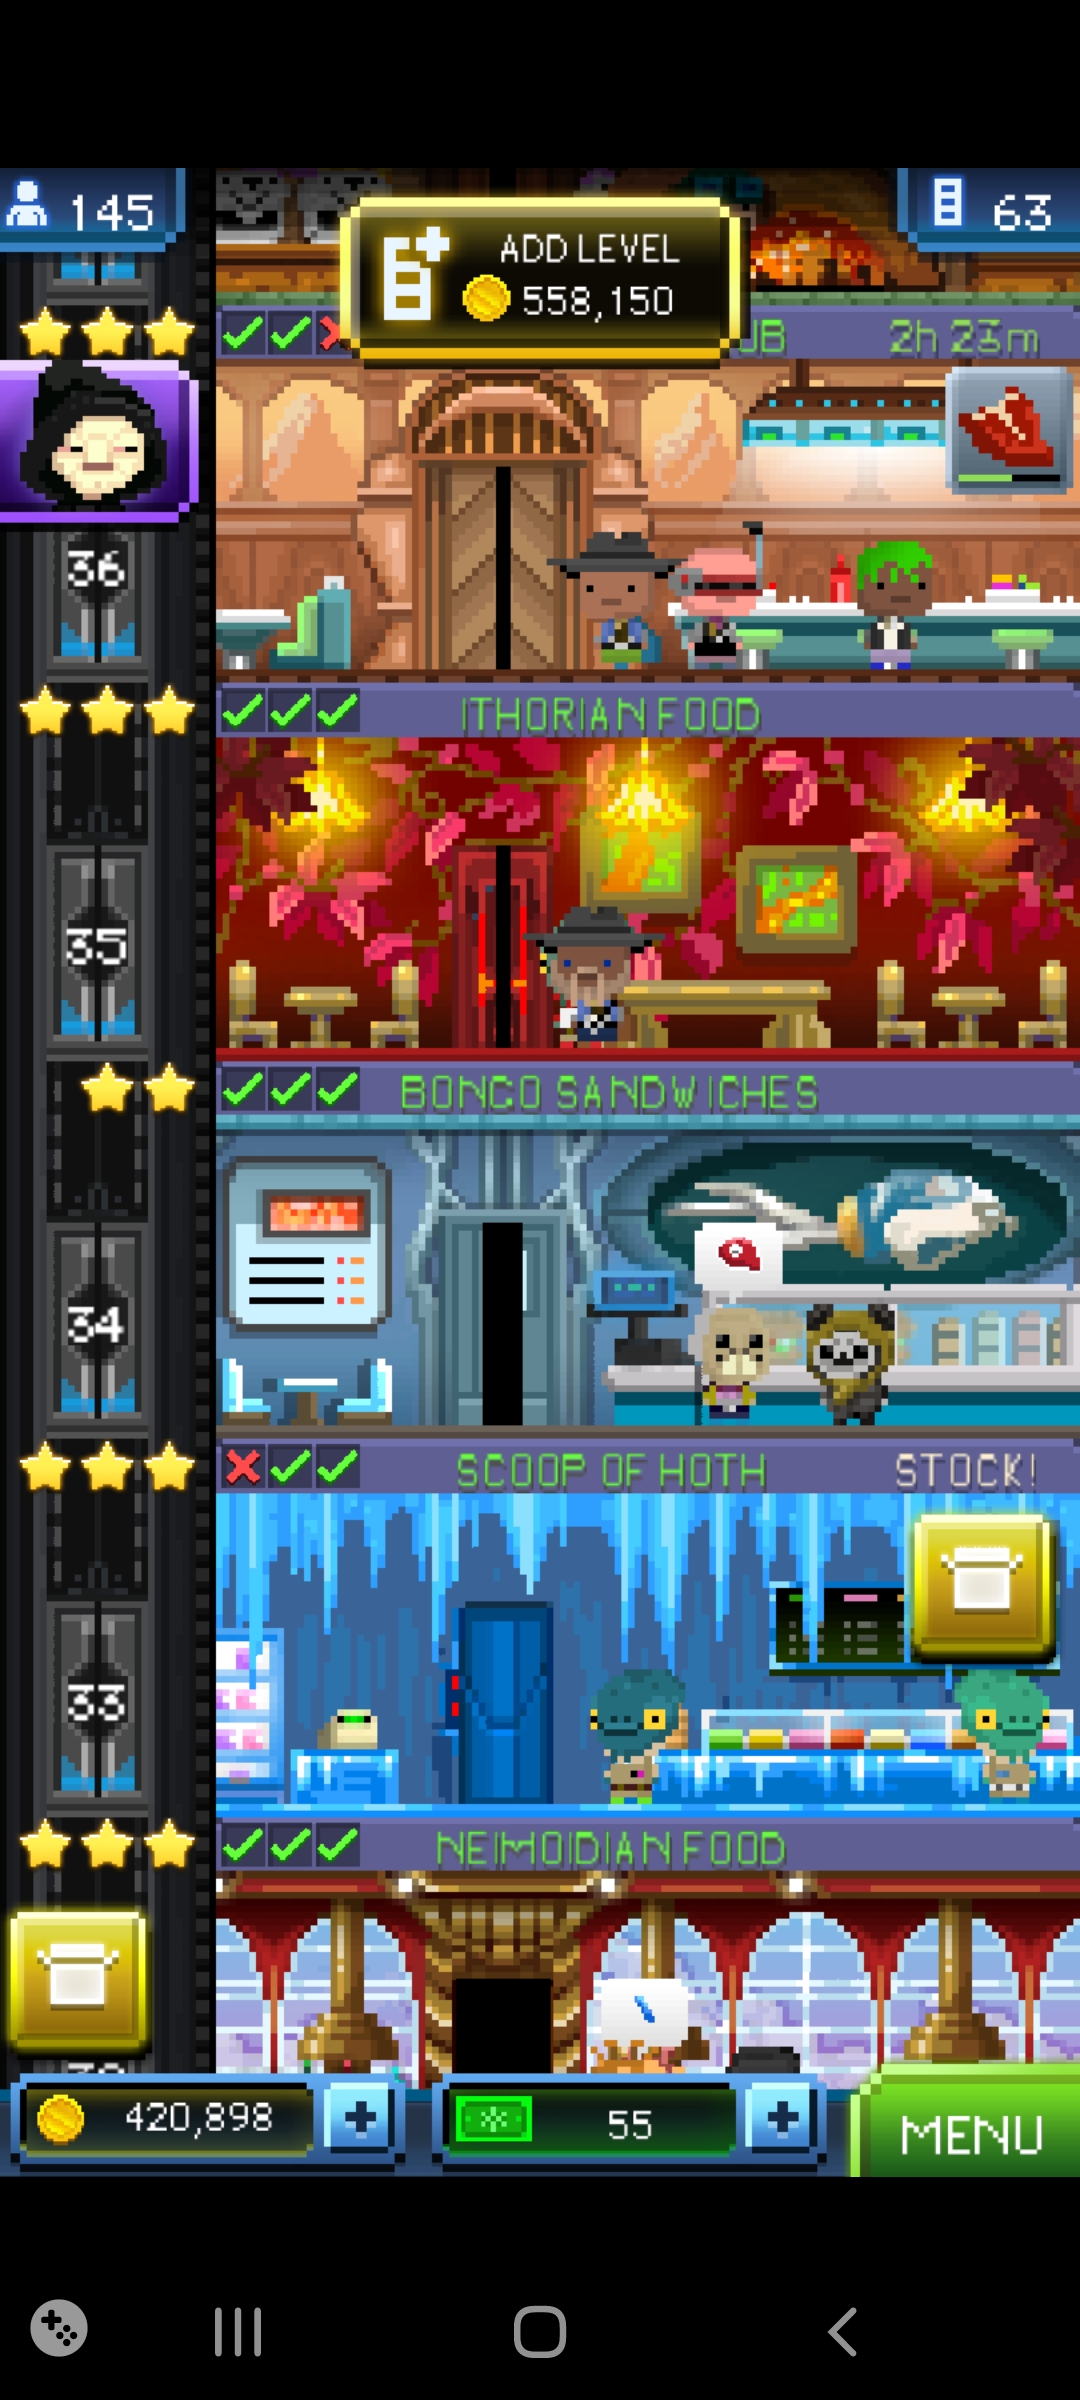 145
63
ADD LEVEL
558,150
2h 23m
36
ITHORIAN FOOD
35
BONGO SANDWICHES
34
SCOOP OF HOTH STOCK!
33
NEIMOIDIAN FOOD
420,898
55
MENU